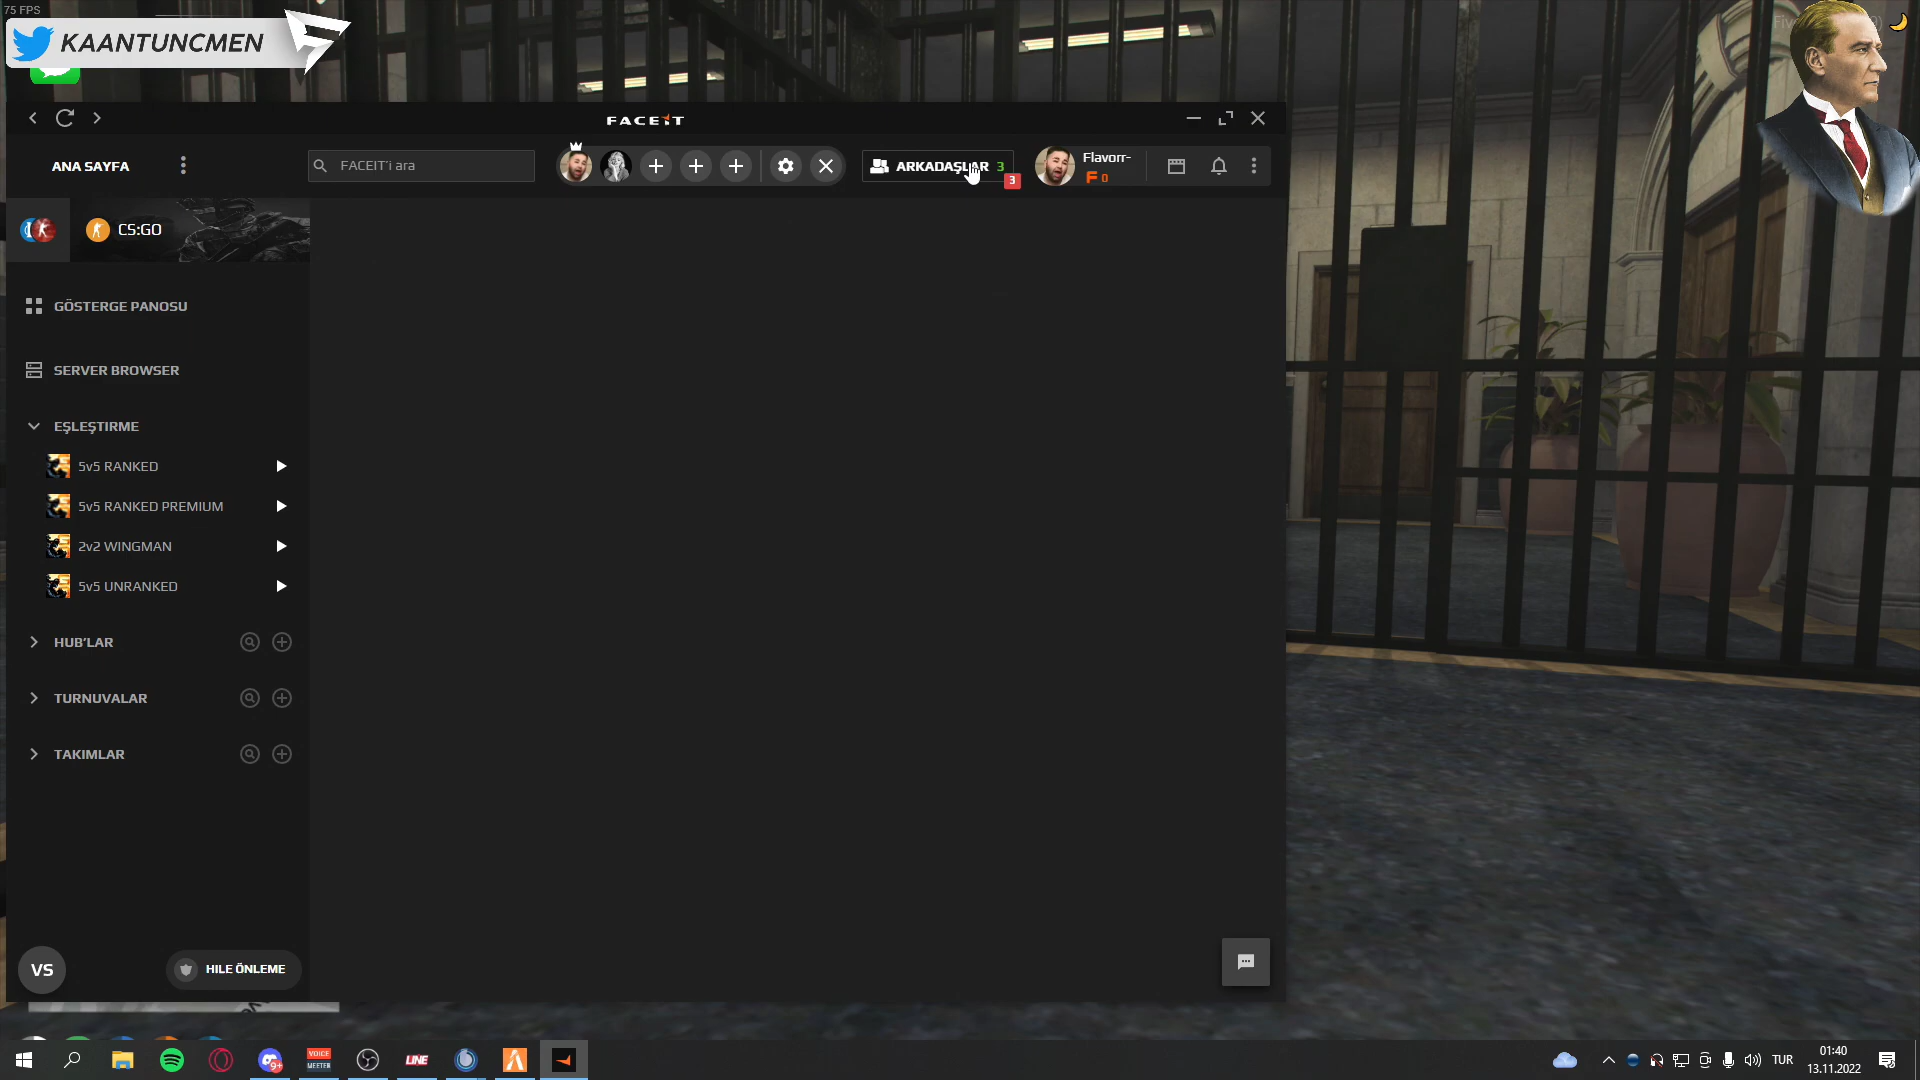 75 FPS
KAANTUNCMEN
FACEIT
ANA SAYFA
FACEIT'i ara
ARKADAŞLAR 3
3
Flavorr-
0
CS:GO
GÖSTERGE PANOSU
SERVER BROWSER
EŞLEŞTIRME
5v5 RANKED
5v5 RANKED PREMIUM
2v2 WINGMAN
5v5 UNRANKED
HUB'LAR
TURNUVALAR
TAKIMLAR
VS
HILE ÖNLEME
9+
VOICE
MEETER
LINE
TUR
01:40
13.11.2022